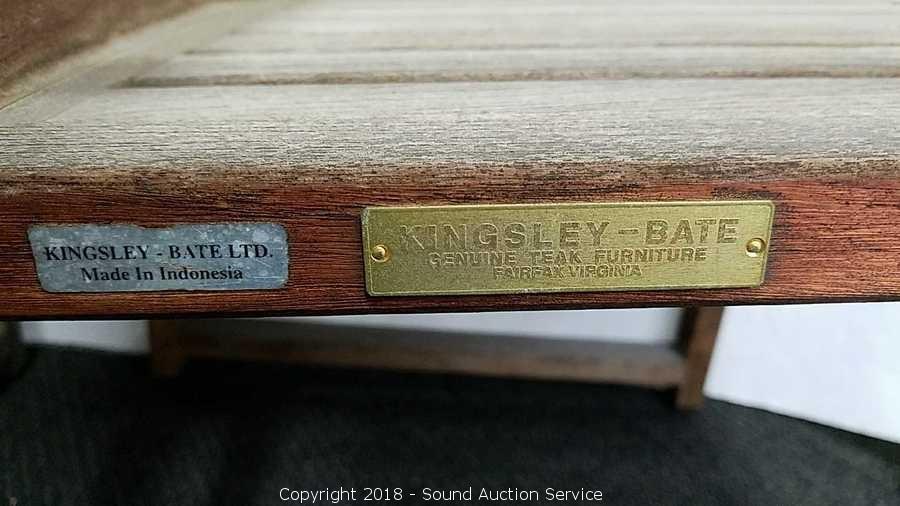 KINGSLEY - BATE LTD.
Made In Indonesia
KINGSLEY-BATE
GENUINE TEAK FURNITURE
FAIRFAX VIRGINIA
Copyright 2018 - Sound Auction Service